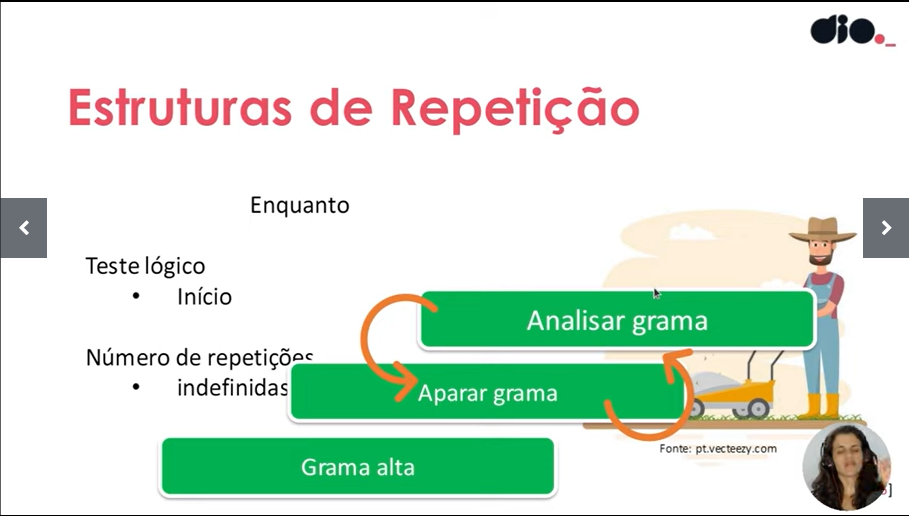 dio._
Estruturas de Repetição
Enquanto
Teste lógico
• Início
Analisar grama
Número de repetições
• indefinidas
Aparar grama
Fonte: pt.vecteezy.com
Grama alta
]